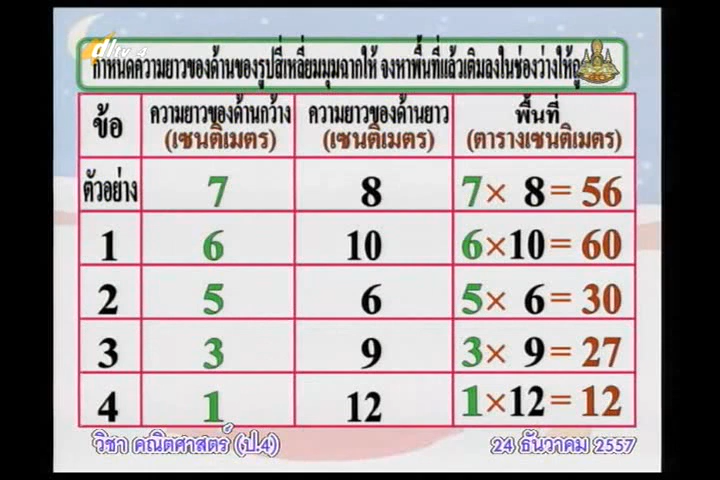 dltv 4
กำหนดความยาวของด้านของรูปสี่เหลี่ยมมุมฉากให้ จงหาพื้นที่แล้วเติมลงในช่องว่างให้ถู
ข้อ ความยาวของด้านกว้าง (เซนติเมตร) ความยาวของด้านยาว (เซนติเมตร) พื้นที่ (ตารางเซนติเมตร)
ตัวอย่าง 7 8 7 × 8 = 56
1 6 10 6 ×10 = 60
2 5 6 5 × 6 = 30
3 3 9 3 × 9 = 27
4 1 12 1 ×12 = 12
วิชา คณิตศาสตร์ (ป.4) 24 ธันวาคม 2557